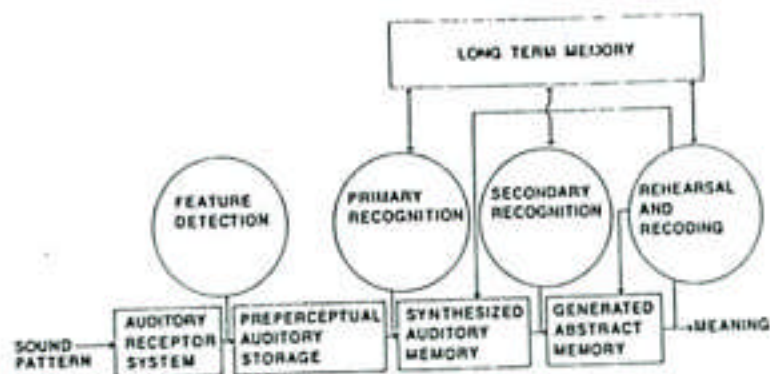 LONG TERM MEMORY
FEATURE
DETECTION
PRIMARY
RECOGNITION
SECONDARY
RECOGNITION
REHEARSAL
AND
RECODING
SOUND
PATTERN
AUDITORY
RECEPTOR
SYSTEM
PREPERCEPTUAL
AUDITORY
STORAGE
SYNTHESIZED
AUDITORY
MEMORY
GENERATED
ABSTRACT
MEMORY
MEANING